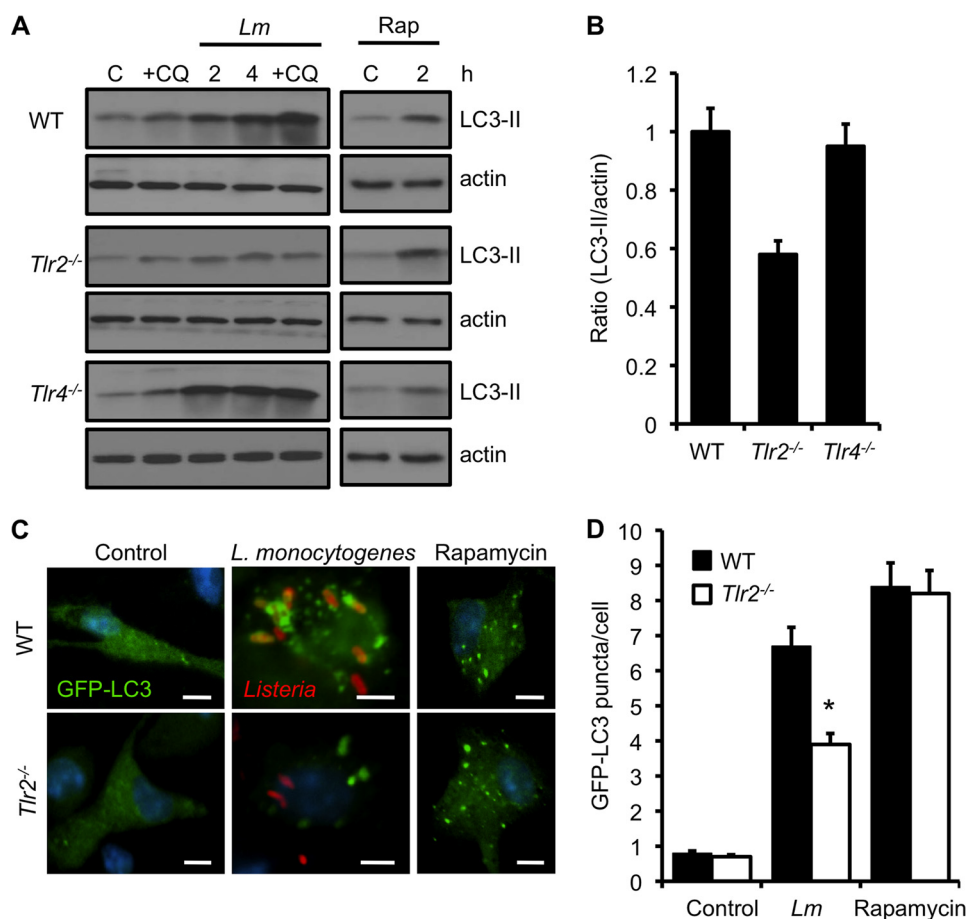 A
Lm
Rap
C +CQ 2 4 +CQ C 2 h
WT
LC3-II
actin
Tlr2-/-
LC3-II
actin
Tlr4-/-
LC3-II
actin
B
Ratio (LC3-II/actin)
1.2
1
0.8
0.6
0.4
0.2
0
WT Tlr2-/- Tlr4-/-
C
Control L. monocytogenes Rapamycin
WT
GFP-LC3
Listeria
Tlr2-/-
D
GFP-LC3 puncta/cell
10
9
8
7
6
5
4
3
2
1
0
WT
Tlr2-/-
*
Control Lm Rapamycin